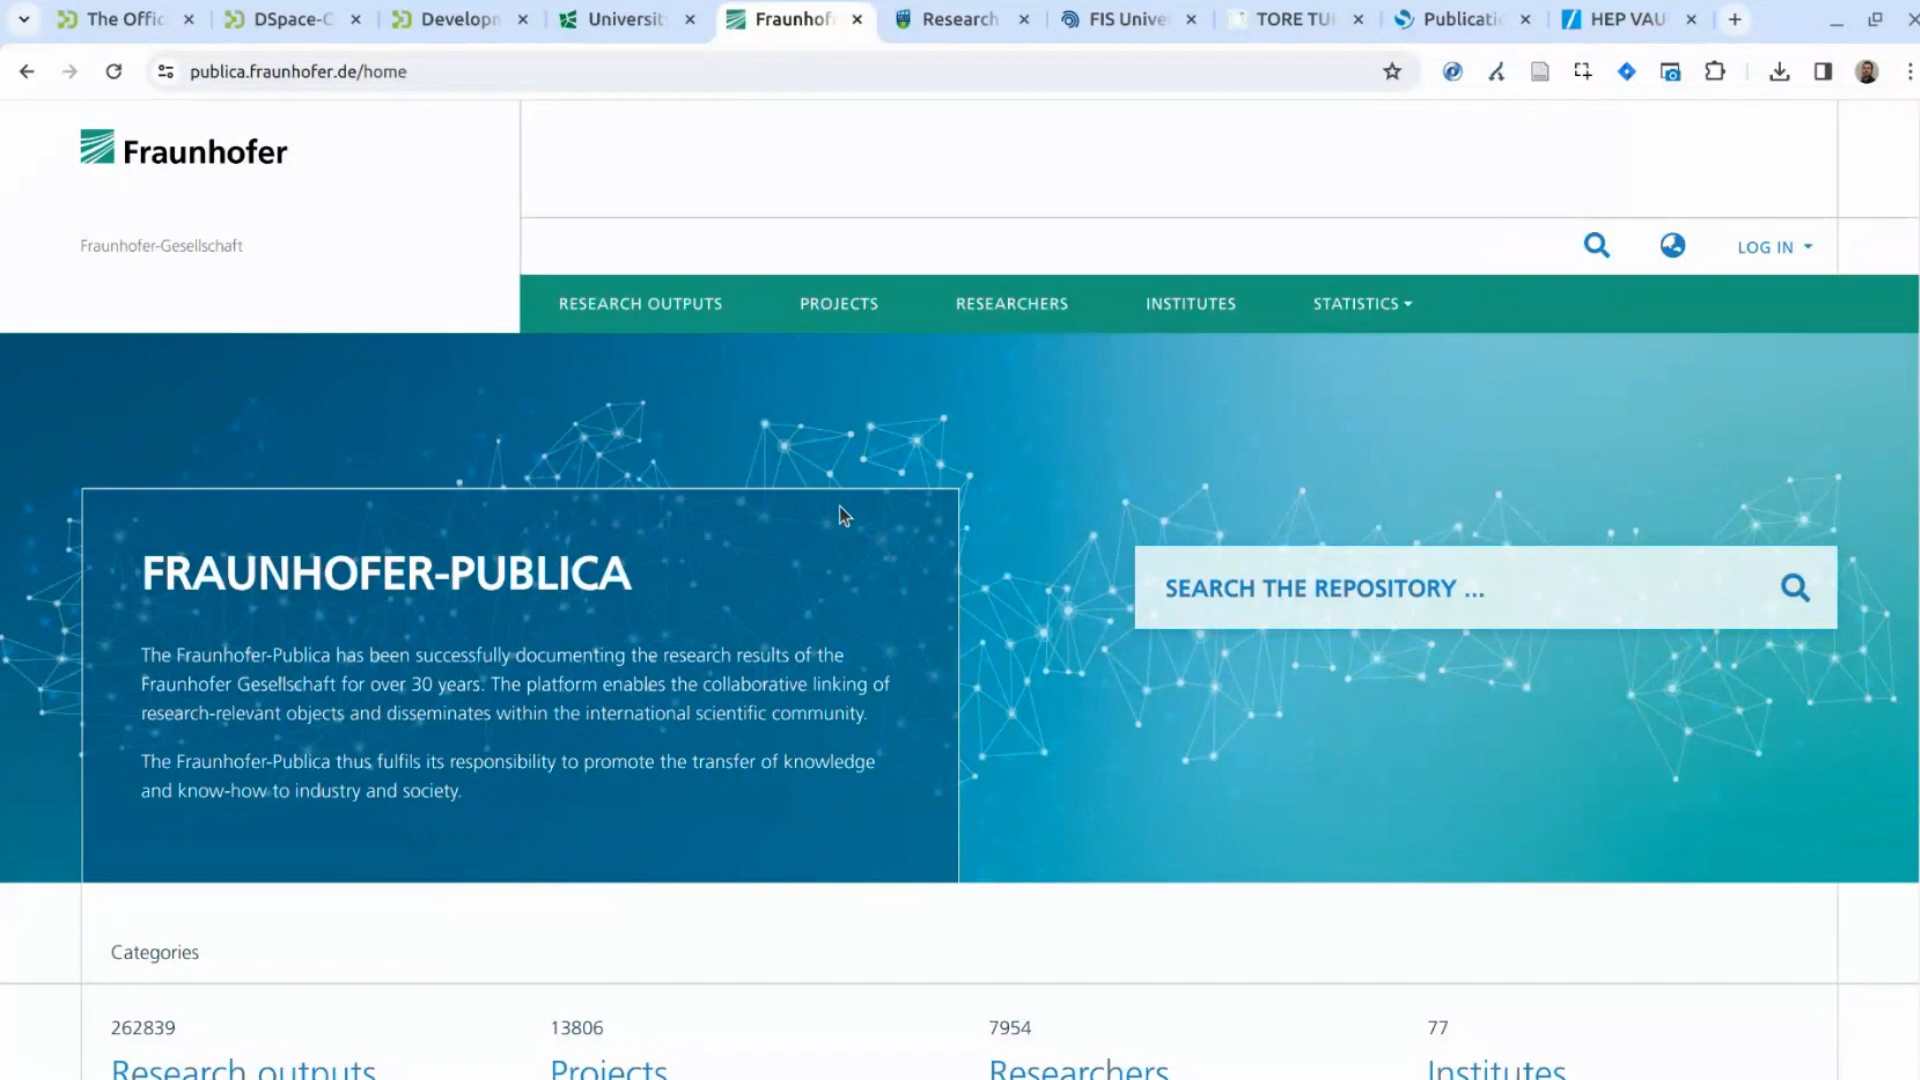 The Offic
DSpace-C
Developm
Universit
Fraunhof
Research
FIS Unive
TORE TU
Publicati
HEP VAU
publica.fraunhofer.de/home
Fraunhofer
Fraunhofer-Gesellschaft
LOG IN
RESEARCH OUTPUTS
PROJECTS
RESEARCHERS
INSTITUTES
STATISTICS
FRAUNHOFER-PUBLICA
The Fraunhofer-Publica has been successfully documenting the research results of the
Fraunhofer Gesellschaft for over 30 years. The platform enables the collaborative linking of
research-relevant objects and disseminates within the international scientific community.
The Fraunhofer-Publica thus fulfils its responsibility to promote the transfer of knowledge
and know-how to industry and society.
SEARCH THE REPOSITORY ...
Categories
262839
13806
7954
77
Research outputs
Projects
Researchers
Institutes